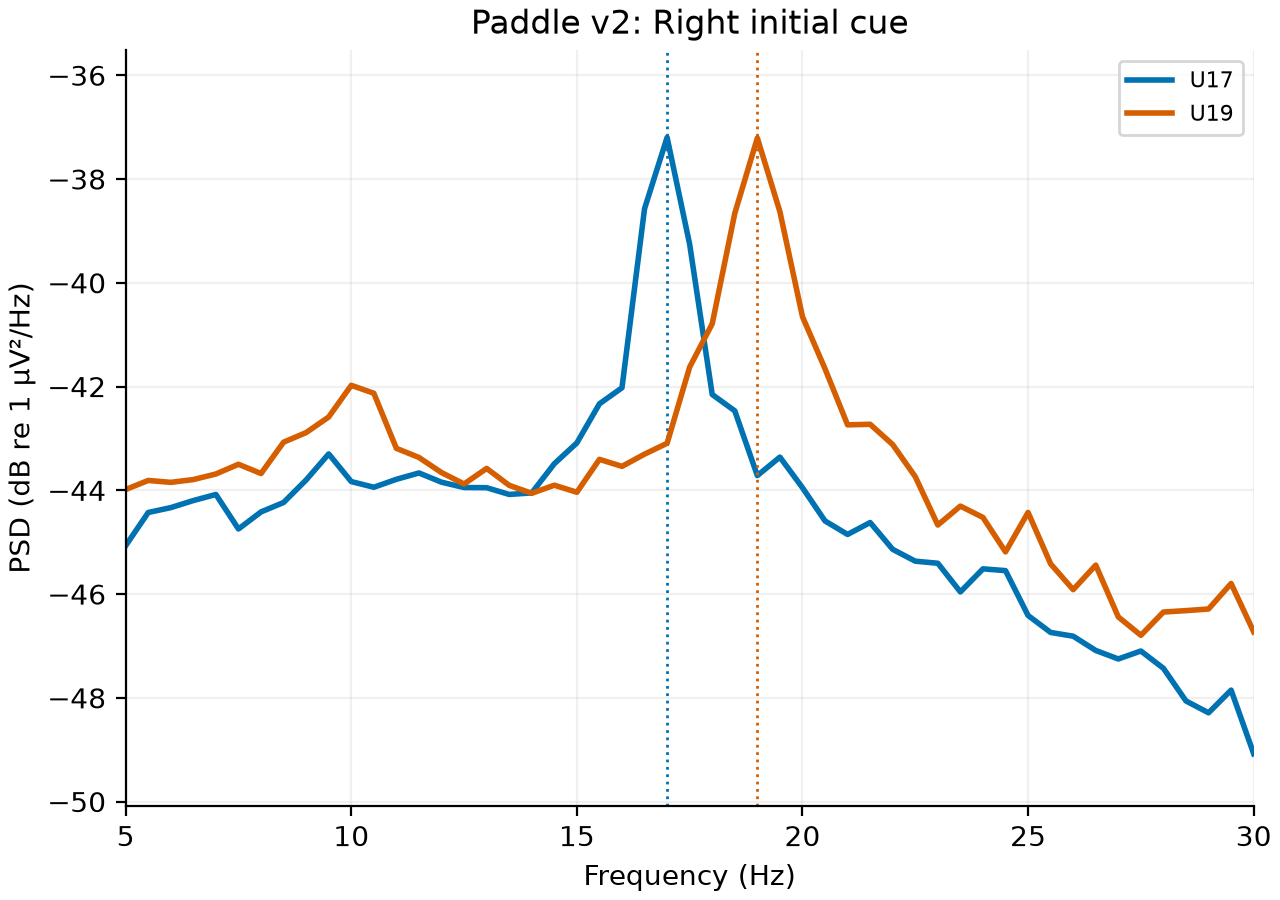 Paddle v2: Right initial cue
U17
U19
PSD (dB re 1 µV²/Hz)
−36
−38
−40
−42
−44
−46
−48
−50
5
10
15
20
25
30
Frequency (Hz)